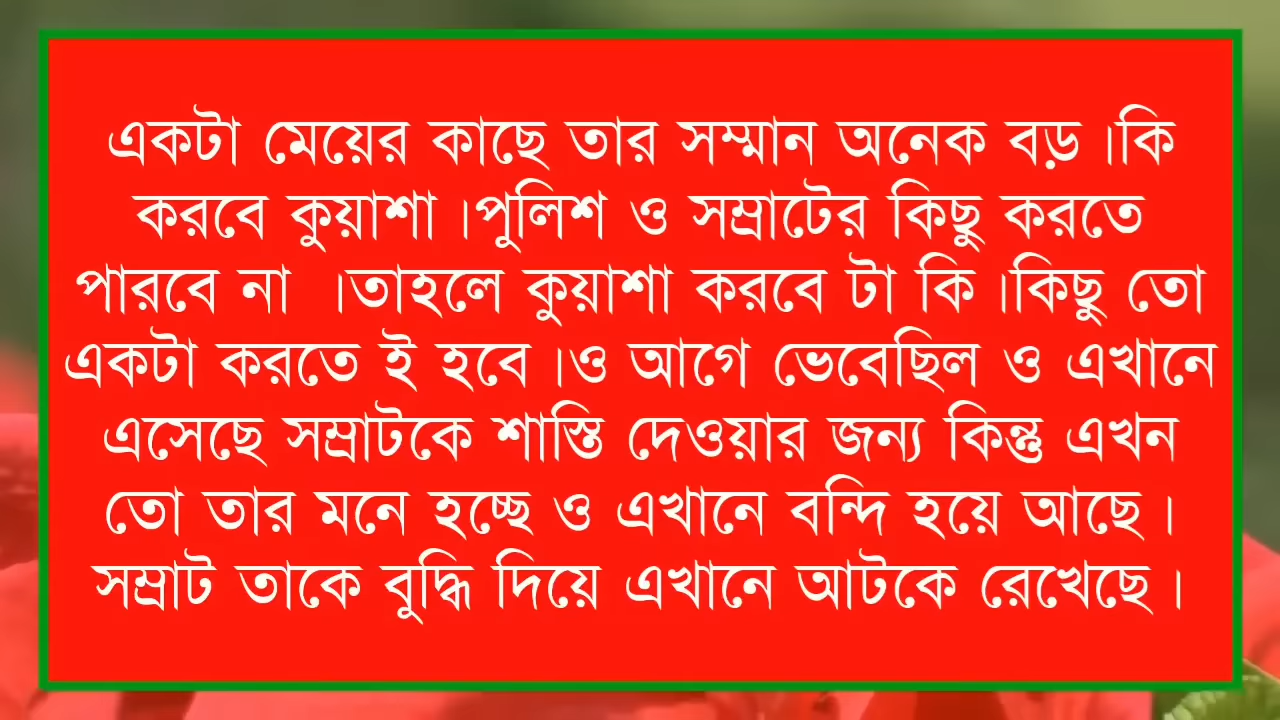 একটা মেয়ের কাছে তার সম্মান অনেক বড় ।কি
করবে কুয়াশা ।পুলিশ ও সম্রাটের কিছু করতে
পারবে না ।তাহলে কুয়াশা করবে টা কি ।কিছু তো
একটা করতে ই হবে ।ও আগে ভেবেছিল ও এখানে
এসেছে সম্রাটকে শাস্তি দেওয়ার জন্য কিন্তু এখন
তো তার মনে হচ্ছে ও এখানে বন্দি হয়ে আছে ।
সম্রাট তাকে বুদ্ধি দিয়ে এখানে আটকে রেখেছে ।